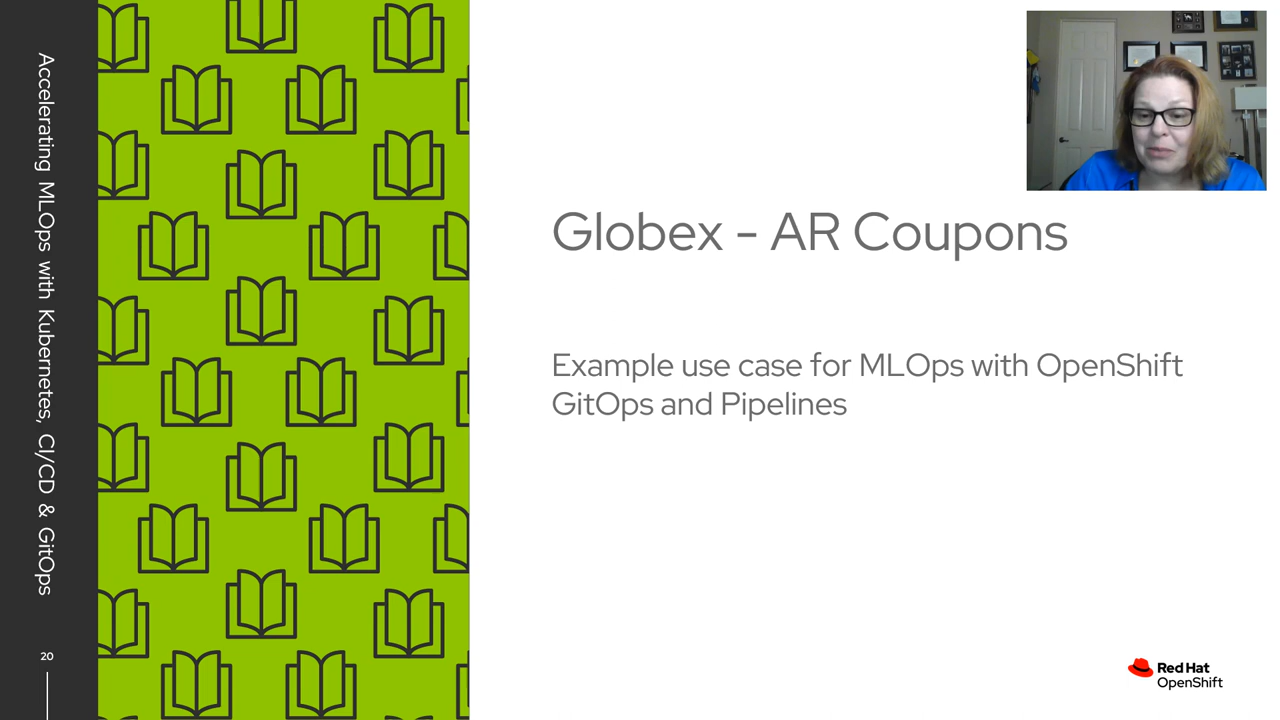 Accelerating MLOps with Kubernetes, CI/CD & GitOps
20
Globex - AR Coupons
Example use case for MLOps with OpenShift
GitOps and Pipelines
Red Hat
OpenShift